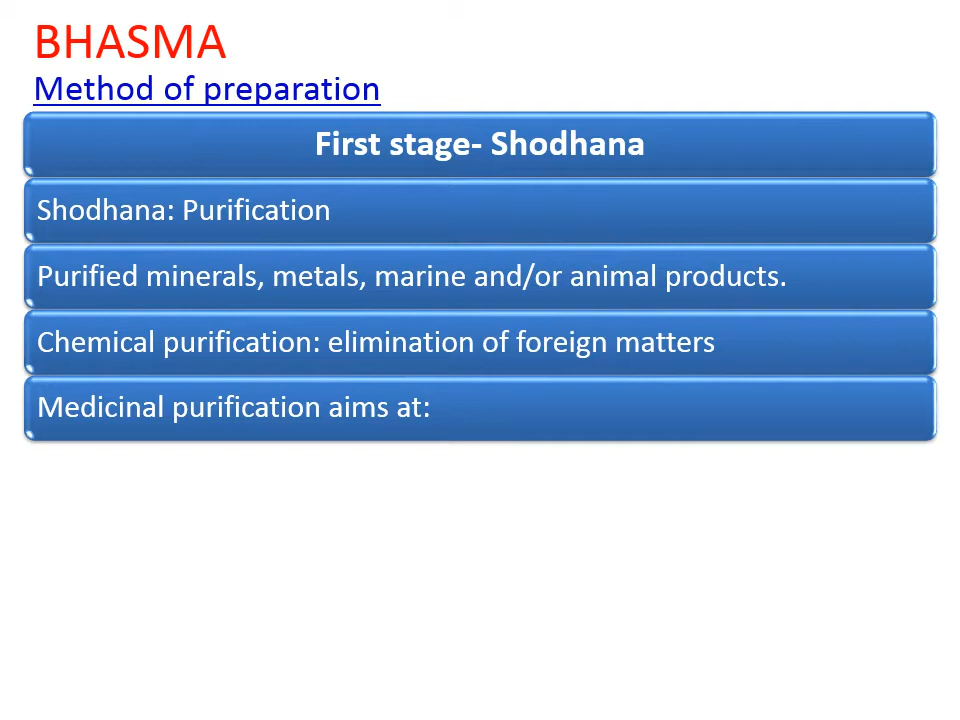 BHASMA
Method of preparation
First stage- Shodhana
Shodhana: Purification
Purified minerals, metals, marine and/or animal products.
Chemical purification: elimination of foreign matters
Medicinal purification aims at: